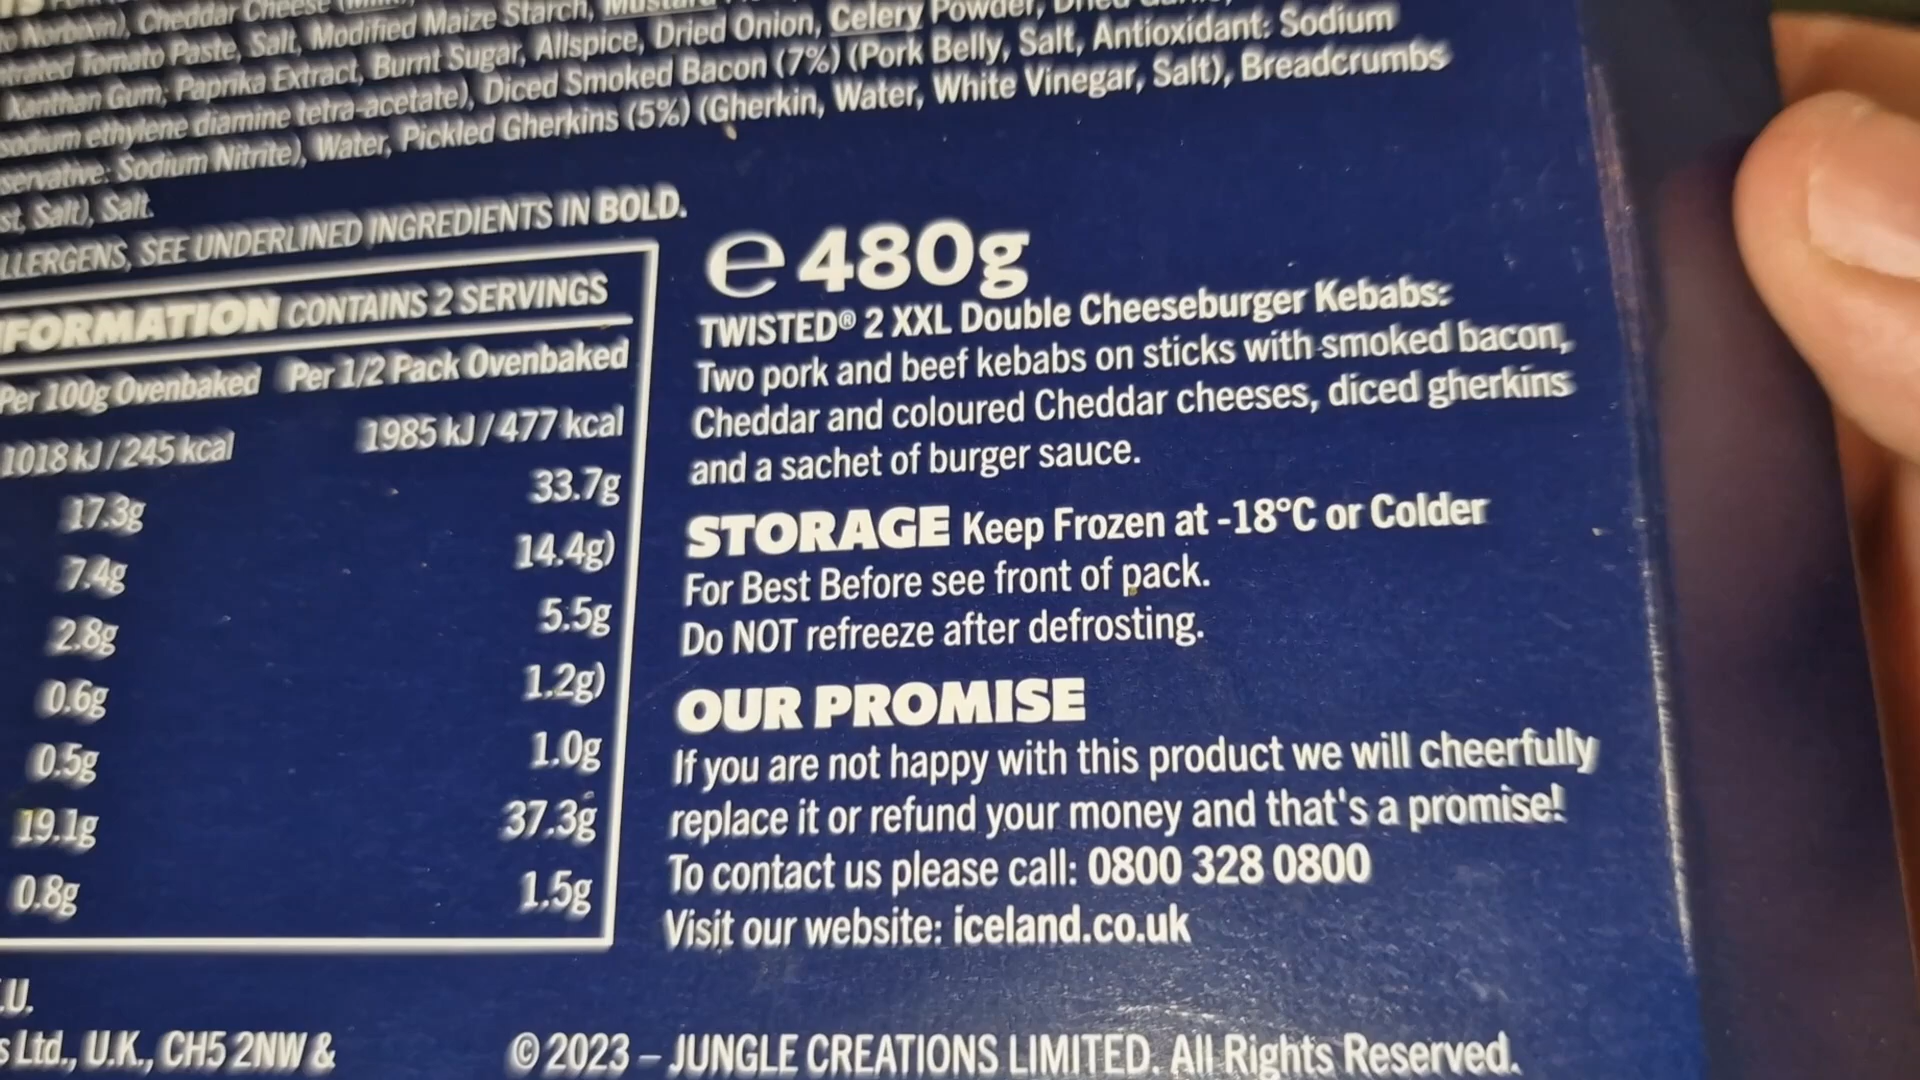 Cheddar Cheese
Tomato Paste, Salt, Modified Maize Starch, Mustard
Xanthan Gum; Paprika Extract, Burnt Sugar, Allspice, Dried Onion, Celery Powder, Dried
sodium ethylene diamine tetra-acetate), Diced Smoked Bacon (7%) (Pork Belly, Salt, Antioxidant: Sodium
servative: Sodium Nitrite), Water, Pickled Gherkins (5%) (Gherkin, Water, White Vinegar, Salt), Breadcrumbs
st, Salt), Salt.
LLERGENS, SEE UNDERLINED INGREDIENTS IN BOLD.
FORMATION CONTAINS 2 SERVINGS
Per 100g Ovenbaked Per 1/2 Pack Ovenbaked
1018 kJ / 245 kcal 1985 kJ / 477 kcal
17.3g 33.7g
7.4g 14.4g)
2.8g 5.5g
0.6g 1.2g)
0.5g 1.0g
19.1g 37.3g
0.8g 1.5g
e 480g
TWISTED® 2 XXL Double Cheeseburger Kebabs:
Two pork and beef kebabs on sticks with smoked bacon,
Cheddar and coloured Cheddar cheeses, diced gherkins
and a sachet of burger sauce.
STORAGE Keep Frozen at -18°C or Colder
For Best Before see front of pack.
Do NOT refreeze after defrosting.
OUR PROMISE
If you are not happy with this product we will cheerfully
replace it or refund your money and that's a promise!
To contact us please call: 0800 328 0800
Visit our website: iceland.co.uk
.U.
s Ltd., U.K., CH5 2NW &
© 2023 – JUNGLE CREATIONS LIMITED. All Rights Reserved.